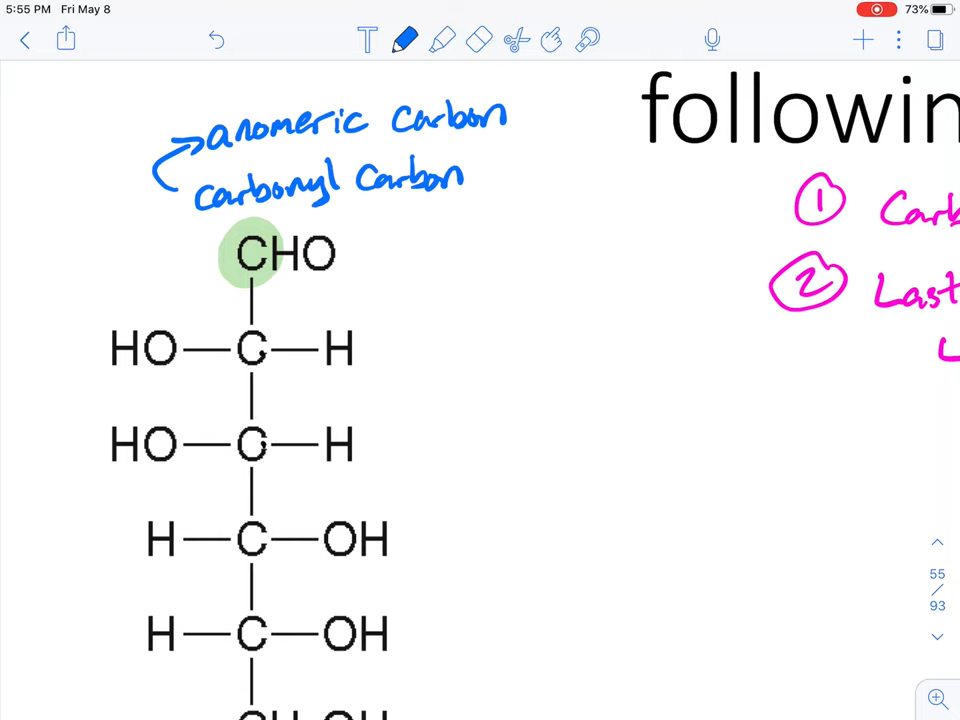 5:55 PM Fri May 8
73%
T
anomeric Carbon
carbonyl Carbon
followin
① Carb
② Last
CHO
HO—C—H
HO—C—H
H—C—OH
H—C—OH
55
/
93